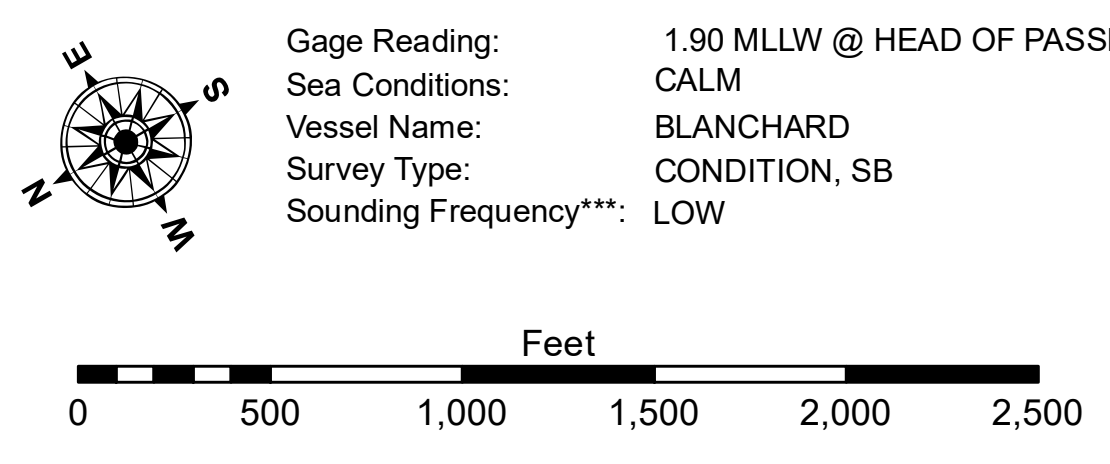 E
S
N
W
Gage Reading: 1.90 MLLW @ HEAD OF
Sea Conditions: CALM
Vessel Name: BLANCHARD
Survey Type: CONDITION, SB
Sounding Frequency***: LOW
Feet
0 500 1,000 1,500 2,000 2,500